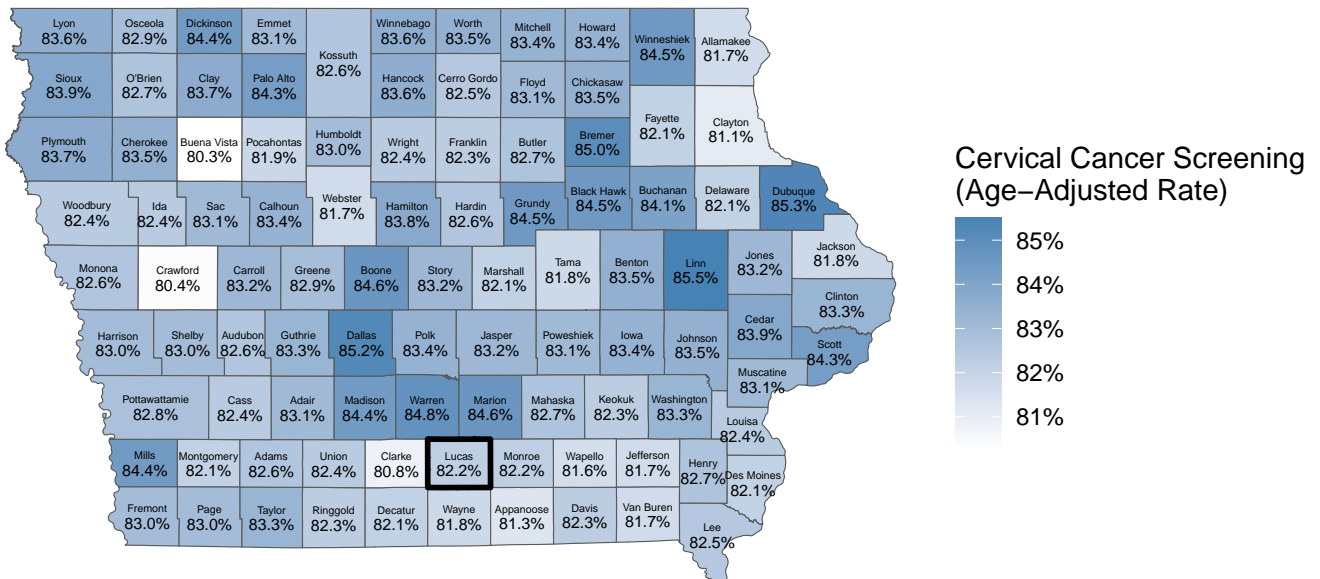 Lyon
83.6%
Osceola
82.9%
Dickinson
84.4%
Emmet
83.1%
Kossuth
82.6%
Winnebago
83.6%
Worth
83.5%
Mitchell
83.4%
Howard
83.4%
Winneshiek
84.5%
Allamakee
81.7%
Sioux
83.9%
O'Brien
82.7%
Clay
83.7%
Palo Alto
84.3%
Hancock
83.6%
Cerro Gordo
82.5%
Floyd
83.1%
Chickasaw
83.5%
Fayette
82.1%
Clayton
81.1%
Plymouth
83.7%
Cherokee
83.5%
Buena Vista
80.3%
Pocahontas
81.9%
Humboldt
83.0%
Wright
82.4%
Franklin
82.3%
Butler
82.7%
Bremer
85.0%
Woodbury
82.4%
Ida
82.4%
Sac
83.1%
Calhoun
83.4%
Webster
81.7%
Hamilton
83.8%
Hardin
82.6%
Grundy
84.5%
Black Hawk
84.5%
Buchanan
84.1%
Delaware
82.1%
Dubuque
85.3%
Monona
82.6%
Crawford
80.4%
Carroll
83.2%
Greene
82.9%
Boone
84.6%
Story
83.2%
Marshall
82.1%
Tama
81.8%
Benton
83.5%
Linn
85.5%
Jones
83.2%
Jackson
81.8%
Clinton
83.3%
Harrison
83.0%
Shelby
83.0%
Audubon
82.6%
Guthrie
83.3%
Dallas
85.2%
Polk
83.4%
Jasper
83.2%
Poweshiek
83.1%
Iowa
83.4%
Johnson
83.5%
Cedar
83.9%
Scott
84.3%
Muscatine
83.1%
Pottawattamie
82.8%
Cass
82.4%
Adair
83.1%
Madison
84.4%
Warren
84.8%
Marion
84.6%
Mahaska
82.7%
Keokuk
82.3%
Washington
83.3%
Louisa
82.4%
Mills
84.4%
Montgomery
82.1%
Adams
82.6%
Union
82.4%
Clarke
80.8%
Lucas
82.2%
Monroe
82.2%
Wapello
81.6%
Jefferson
81.7%
Henry
82.7%
Des Moines
82.1%
Fremont
83.0%
Page
83.0%
Taylor
83.3%
Ringgold
82.3%
Decatur
82.1%
Wayne
81.8%
Appanoose
81.3%
Davis
82.3%
Van Buren
81.7%
Lee
82.5%
Cervical Cancer Screening
(Age−Adjusted Rate)
85%
84%
83%
82%
81%